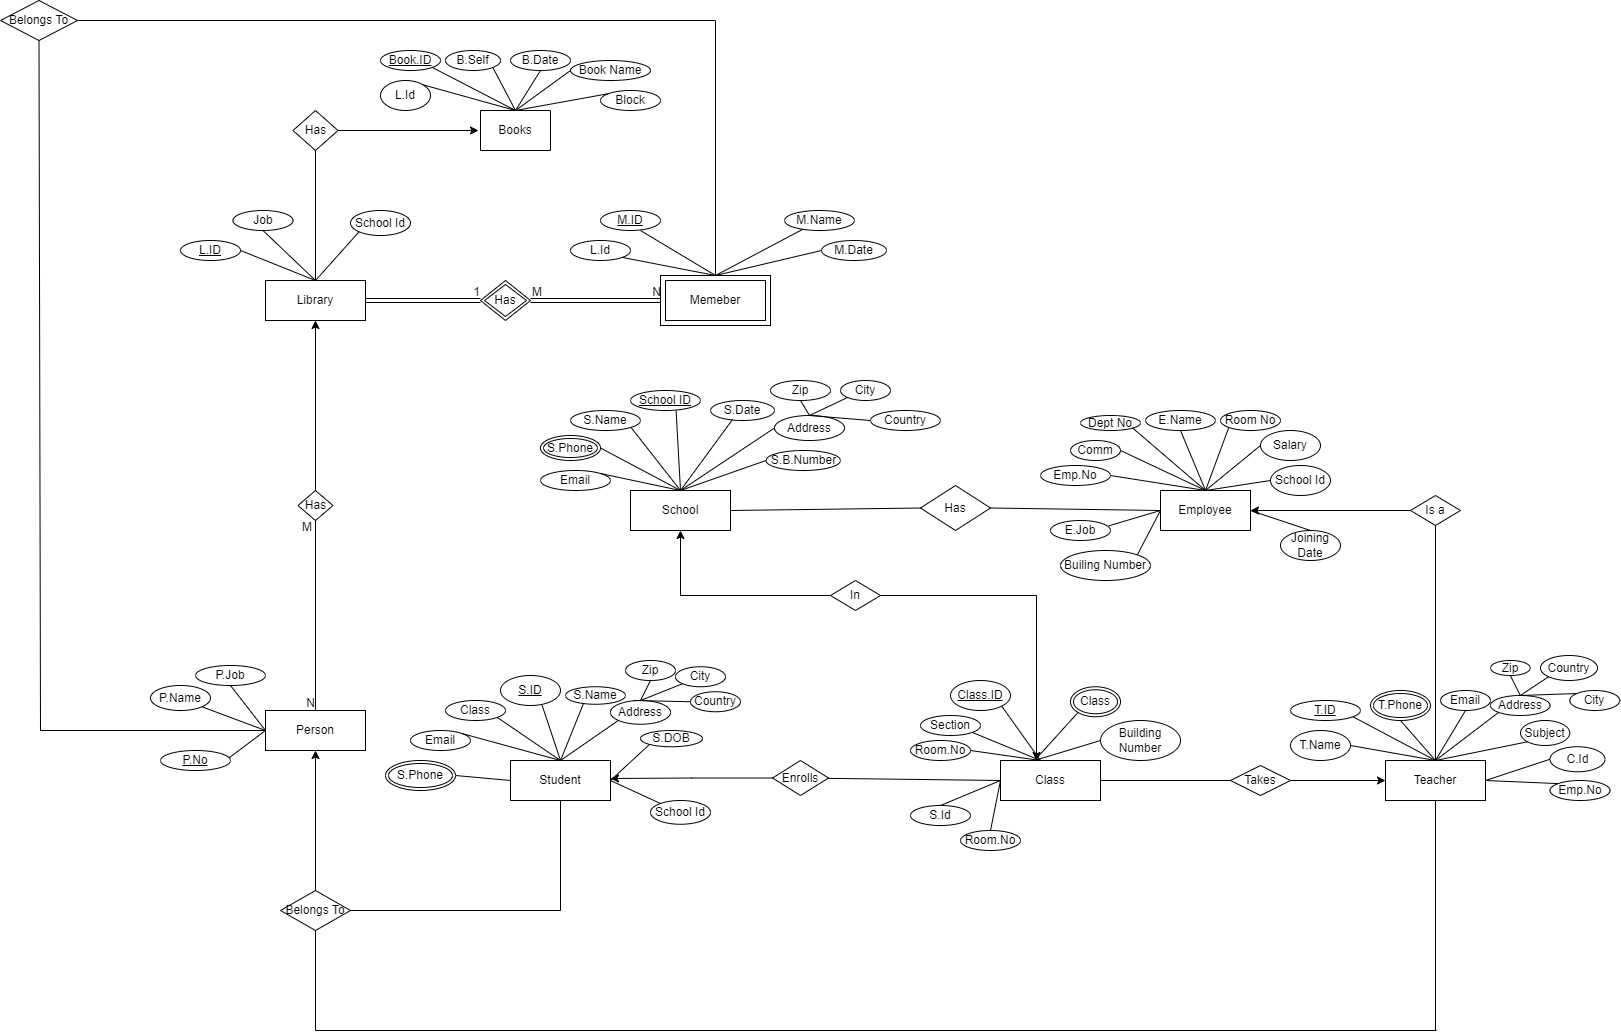 Belongs To
Book.ID
B.Self
B.Date
Book Name
L.Id
Block
Has
Books
Job
School Id
L.ID
M.ID
M.Name
L.Id
M.Date
Library
1
Has
M
N
Memeber
Zip
City
School ID
S.Date
S.Name
Address
Country
S.Phone
S.B.Number
Email
School
Has
Dept No
E.Name
Room No
Comm
Salary
Emp.No
School Id
Employee
E.Job
Builing Number
Joining
Date
Is a
Has
M
In
P.Job
P.Name
N
Person
P.No
Zip
City
S.ID
S.Name
Country
Class
Address
Email
S.DOB
S.Phone
Student
School Id
Enrolls
Class.ID
Class
Section
Room.No
Building
Number
Class
S.Id
Room.No
Takes
Zip
Country
T.ID
T.Phone
Email
Address
City
T.Name
Subject
C.Id
Teacher
Emp.No
Belongs To